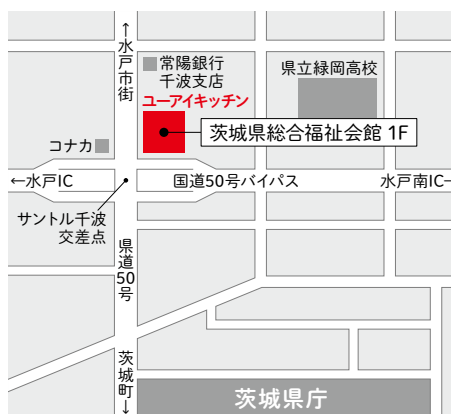 ←水戸市街
常陽銀行
千波支店
ユーアイキッチン
県立緑岡高校
茨城県総合福祉会館 1F
コナカ
←水戸IC
国道50号バイパス
水戸南IC→
サントル千波
交差点
県道50号
茨城町→
茨城県庁